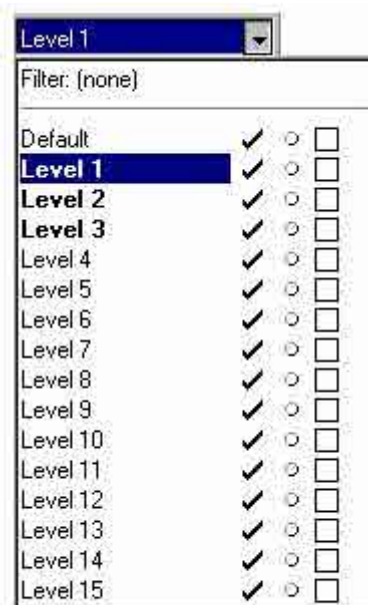 Level 1
Filter: (none)
Default
Level 1
Level 2
Level 3
Level 4
Level 5
Level 6
Level 7
Level 8
Level 9
Level 10
Level 11
Level 12
Level 13
Level 14
Level 15